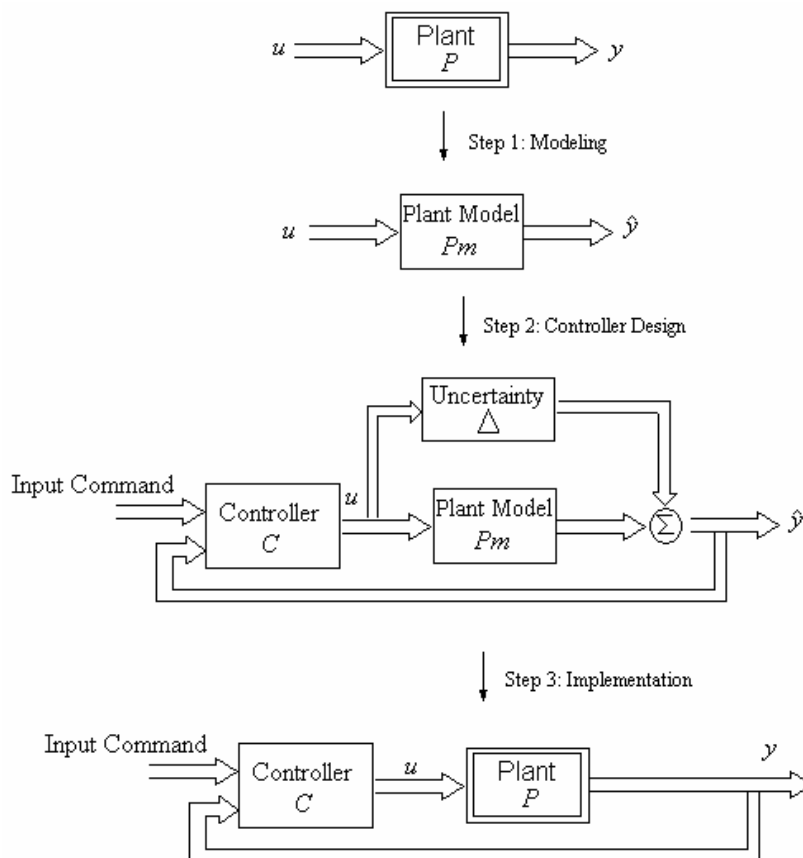 u
Plant
P
y
Step 1: Modeling
u
Plant Model
Pm
ŷ
Step 2: Controller Design
Uncertainty
Δ
Input Command
Controller
C
u
Plant Model
Pm
Σ
ŷ
Step 3: Implementation
Input Command
Controller
C
u
Plant
P
y